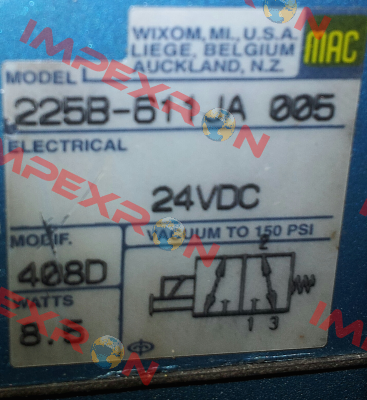 WIXOM, MI, U.S.A.
LIEGE, BELGIUM
AUCKLAND, N.Z.
MAC
MODEL
225B-611 JA 005
ELECTRICAL
24VDC
MODIF.
VACUUM TO 150 PSI
408D
WATTS
8.5
2
1 3
IMPEXRON
IMPEXRON
IMPEXRON